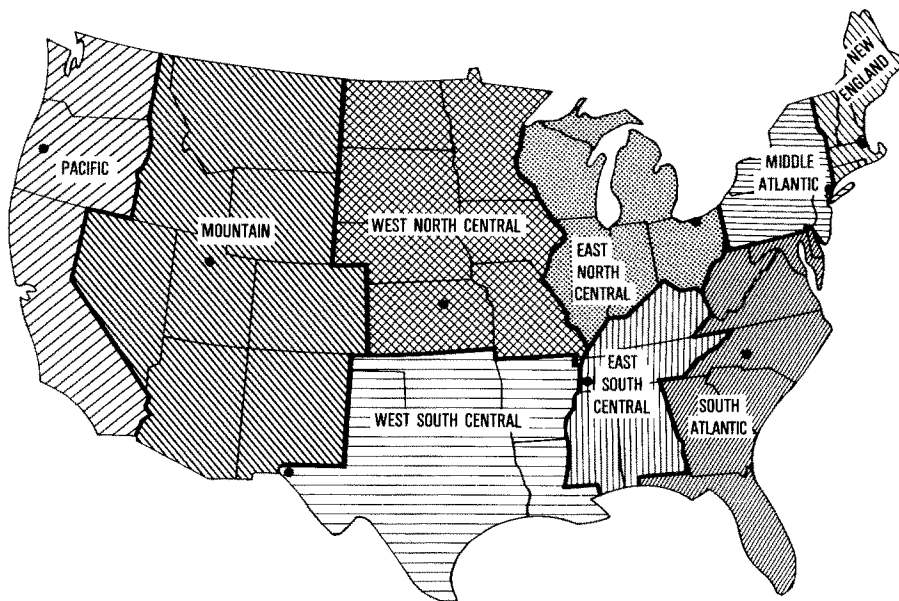 NEW
ENGLAND
PACIFIC
MIDDLE
ATLANTIC
MOUNTAIN
WEST NORTH CENTRAL
EAST
NORTH
CENTRAL
EAST
SOUTH
CENTRAL
WEST SOUTH CENTRAL
SOUTH
ATLANTIC